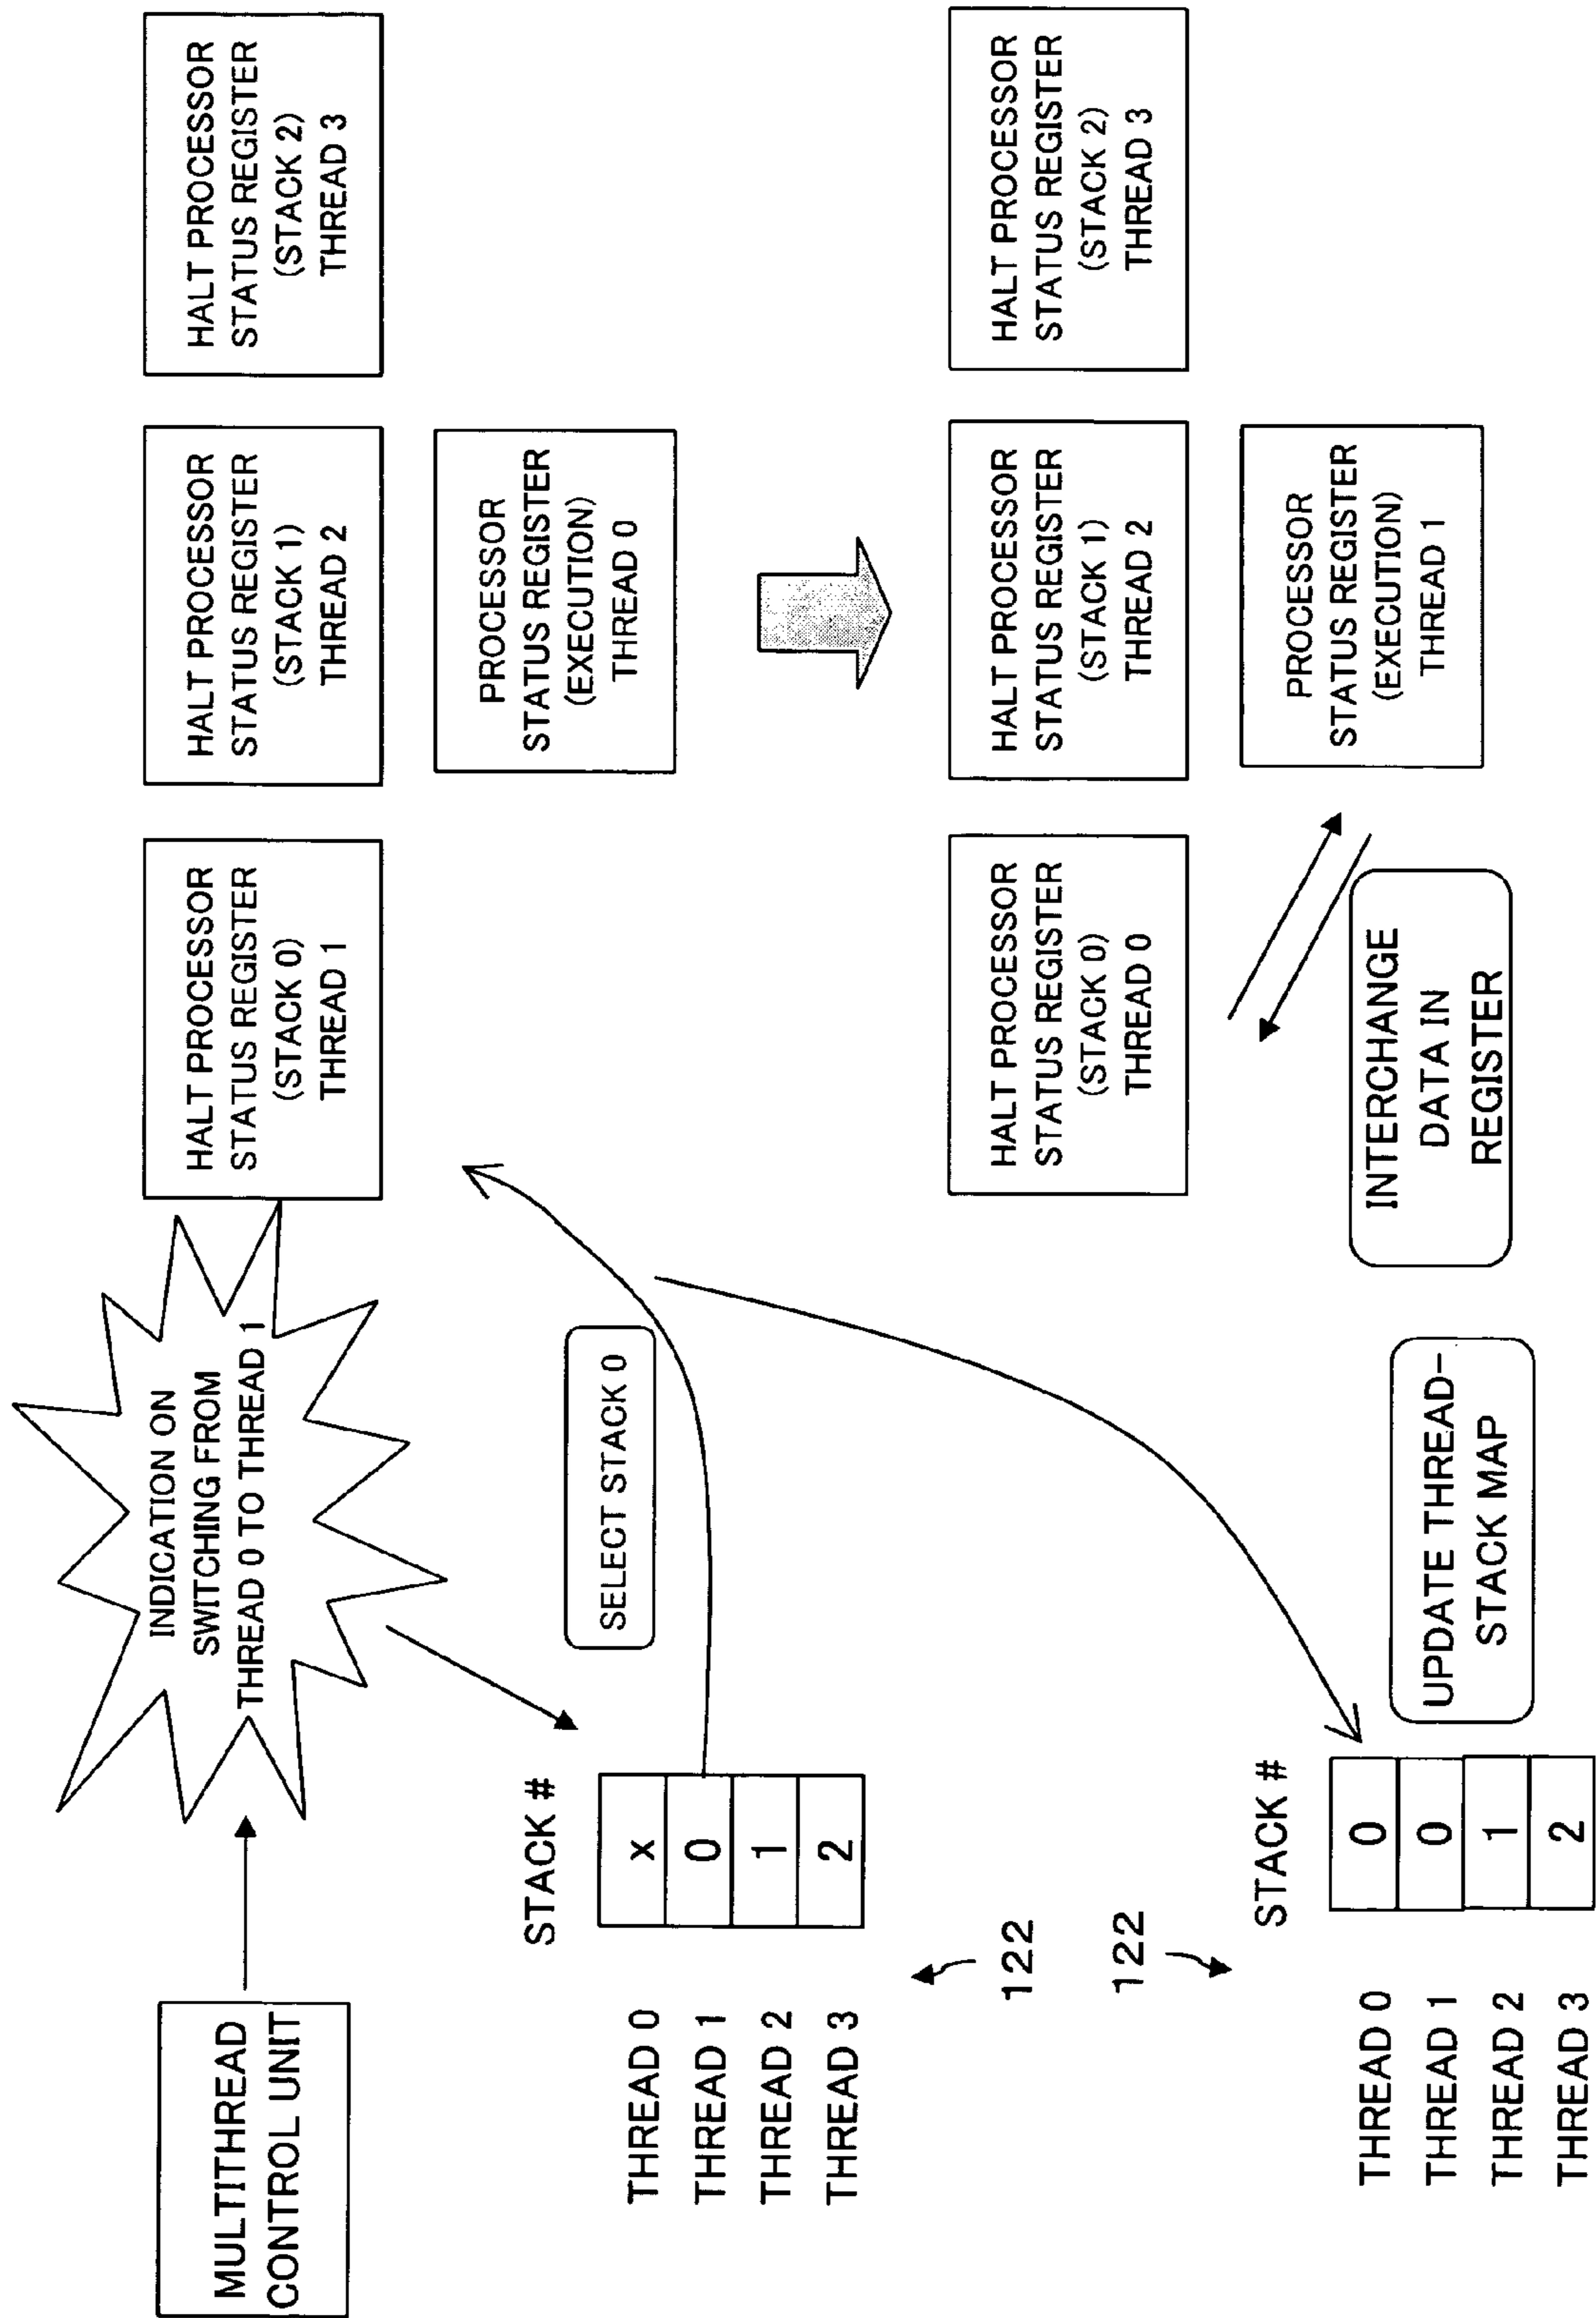 MULTITHREAD
CONTROL UNIT
INDICATION ON
SWITCHING FROM
THREAD 0 TO THREAD 1
HALT PROCESSOR
STATUS REGISTER
(STACK 0)
THREAD 1
HALT PROCESSOR
STATUS REGISTER
(STACK 1)
THREAD 2
HALT PROCESSOR
STATUS REGISTER
(STACK 2)
THREAD 3
PROCESSOR
STATUS REGISTER
(EXECUTION)
THREAD 0
STACK #
SELECT STACK 0
THREAD 0 x
THREAD 1 0
THREAD 2 1
THREAD 3 2
122
122
HALT PROCESSOR
STATUS REGISTER
(STACK 0)
THREAD 0
HALT PROCESSOR
STATUS REGISTER
(STACK 1)
THREAD 2
HALT PROCESSOR
STATUS REGISTER
(STACK 2)
THREAD 3
PROCESSOR
STATUS REGISTER
(EXECUTION)
THREAD 1
STACK #
THREAD 0 0
THREAD 1 0
THREAD 2 1
THREAD 3 2
UPDATE THREAD-
STACK MAP
INTERCHANGE
DATA IN
REGISTER